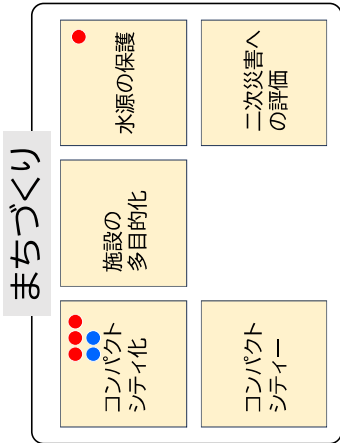 まちづくり
コンパクト
シティ化
施設の
多目的化
水源の保護
コンパクト
シティー
二次災害へ
の評価